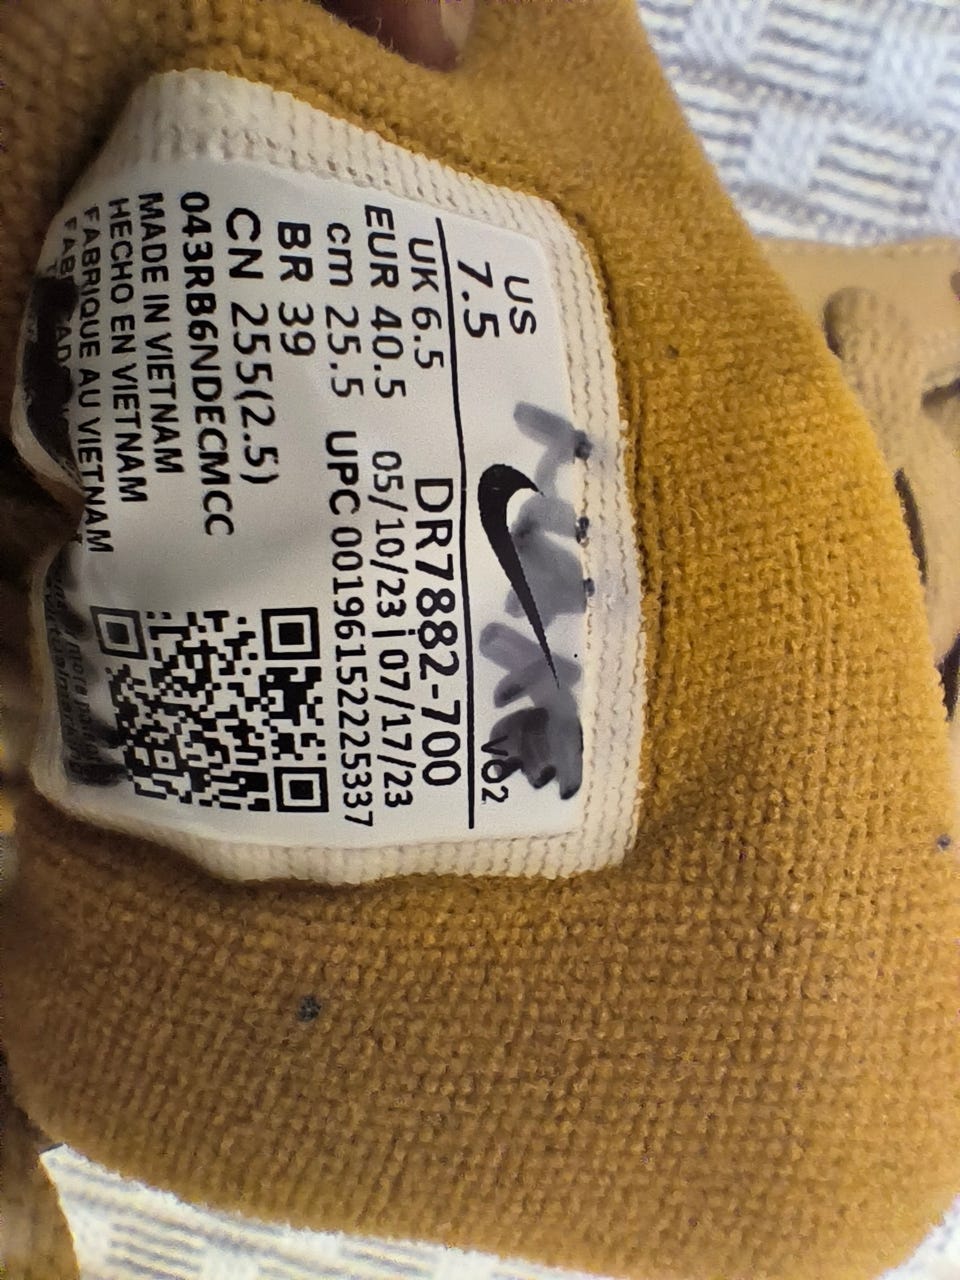 US
7.5
V02
UK 6.5 DR7882-700
EUR 40.5 05/10/23 | 07/17/23
cm 25.5 UPC 00196152225337
BR 39
CN 255(2.5)
043RB6NDECMCC
MADE IN VIETNAM
HECHO EN VIETNAM
FABRIQUE AU VIETNAM